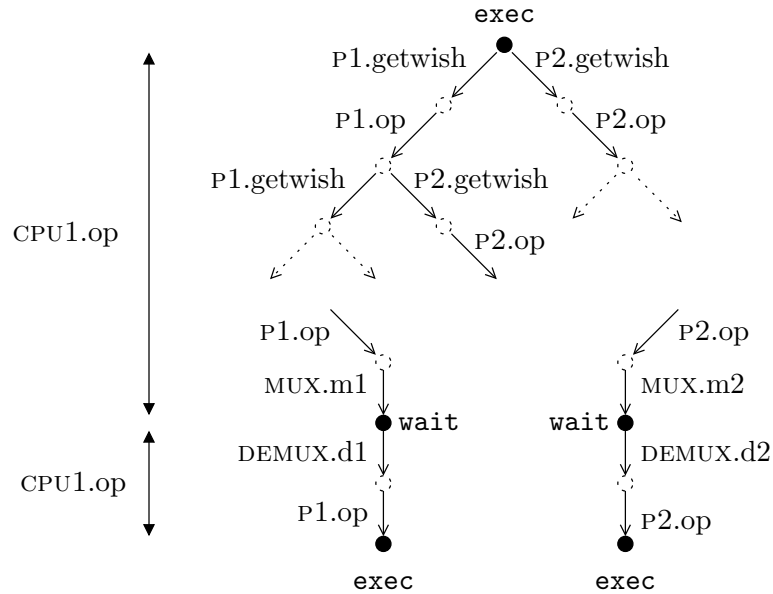 exec
P1.getwish P2.getwish
P1.op P2.op
P1.getwish P2.getwish
CPU1.op
P2.op
P1.op P2.op
MUX.m1 MUX.m2
wait wait
DEMUX.d1 DEMUX.d2
CPU1.op
P1.op P2.op
exec exec